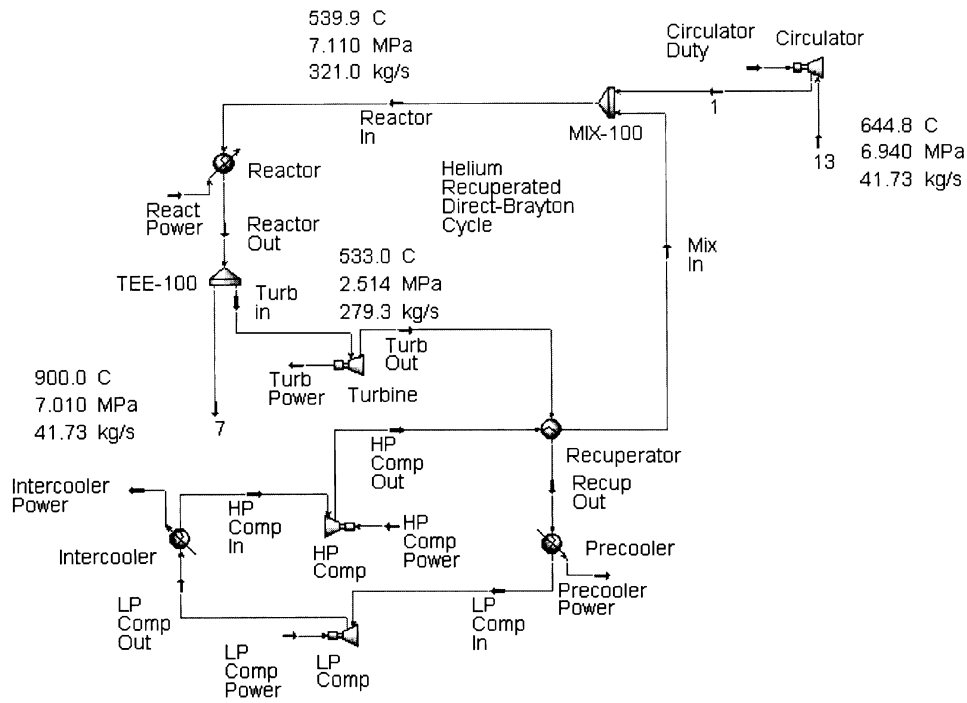 539.9 C
7.110 MPa
321.0 kg/s
Circulator
Duty
Circulator
1
MIX-100
Reactor
In
644.8 C
6.940 MPa
41.73 kg/s
13
Reactor
React
Power
Reactor
Out
Helium
Recuperated
Direct-Brayton
Cycle
Mix
In
TEE-100
Turb
in
533.0 C
2.514 MPa
279.3 kg/s
Turb
Out
Turb
Power
Turbine
900.0 C
7.010 MPa
41.73 kg/s
7
HP
Comp
Out
Recuperator
Recup
Out
Intercooler
Power
HP
Comp
In
Intercooler
HP
Comp
HP
Comp
Power
Precooler
Precooler
Power
LP
Comp
Out
LP
Comp
In
LP
Comp
Power
LP
Comp